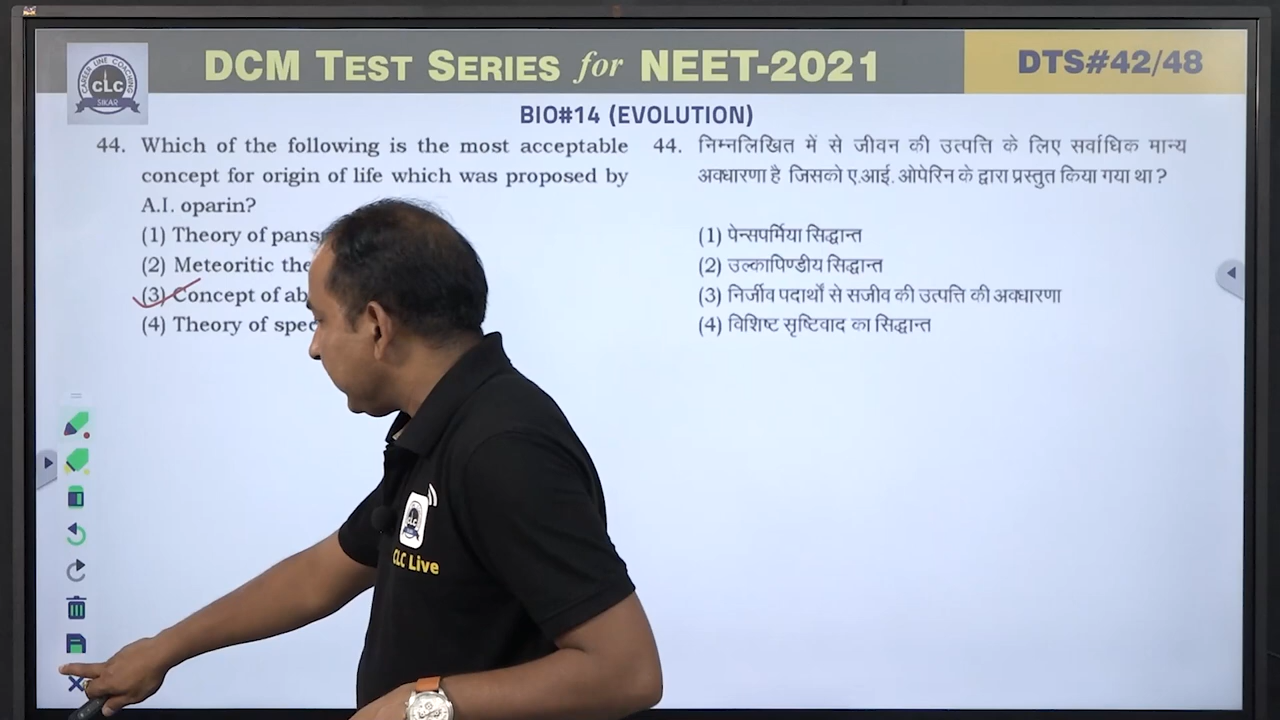 DCM TEST SERIES for NEET-2021
DTS#42/48
CAREER LINE COACHING
CLC
SIKAR
BIO#14 (EVOLUTION)
44. Which of the following is the most acceptable
concept for origin of life which was proposed by
A.I. oparin?
(1) Theory of pans
(2) Meteoritic the
(3) Concept of ab
(4) Theory of spec
44. निम्नलिखित में से जीवन की उत्पत्ति के लिए सर्वाधिक मान्य
अवधारणा है जिसको ए.आई. ओपेरिन के द्वारा प्रस्तुत किया गया था ?
(1) पेन्सपर्मिया सिद्धान्त
(2) उल्कापिण्डीय सिद्धान्त
(3) निर्जीव पदार्थों से सजीव की उत्पत्ति की अवधारणा
(4) विशिष्ट सृष्टिवाद का सिद्धान्त
CLC Live